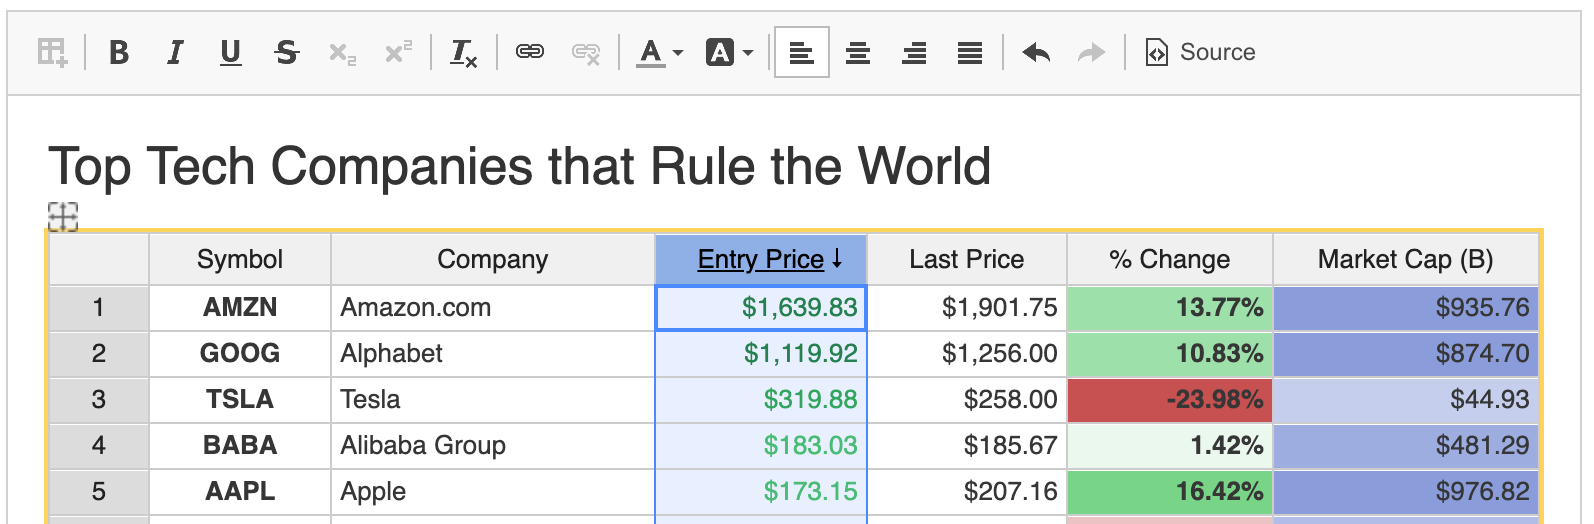 B I U S x₂ x² Tx A A Source
Top Tech Companies that Rule the World
Symbol Company Entry Price ↓ Last Price % Change Market Cap (B)
1 AMZN Amazon.com $1,639.83 $1,901.75 13.77% $935.76
2 GOOG Alphabet $1,119.92 $1,256.00 10.83% $874.70
3 TSLA Tesla $319.88 $258.00 -23.98% $44.93
4 BABA Alibaba Group $183.03 $185.67 1.42% $481.29
5 AAPL Apple $173.15 $207.16 16.42% $976.82